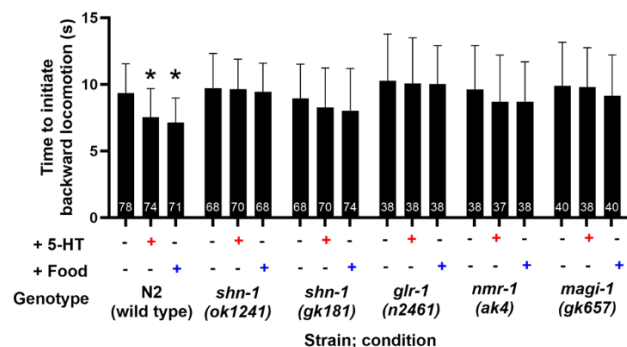 Time to initiate
backward locomotion (s)
15
10
5
0
* *
78 74 71 68 70 68 68 70 74 38 38 38 38 37 38 40 38 40
+ 5-HT - + - - + - - + - - + - - + - - + -
+ Food - - + - - + - - + - - + - - + - - +
Genotype
N2 shn-1 shn-1 glr-1 nmr-1 magi-1
(wild type) (ok1241) (gk181) (n2461) (ak4) (gk657)
Strain; condition